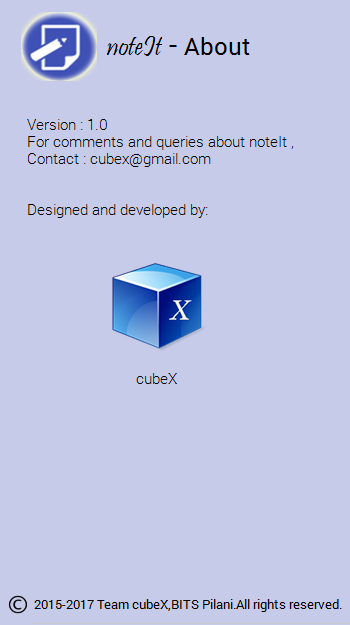 noteIt - About
Version : 1.0
For comments and queries about noteIt ,
Contact : cubex@gmail.com
Designed and developed by:
X
cubeX
© 2015-2017 Team cubeX,BITS Pilani.All rights reserved.